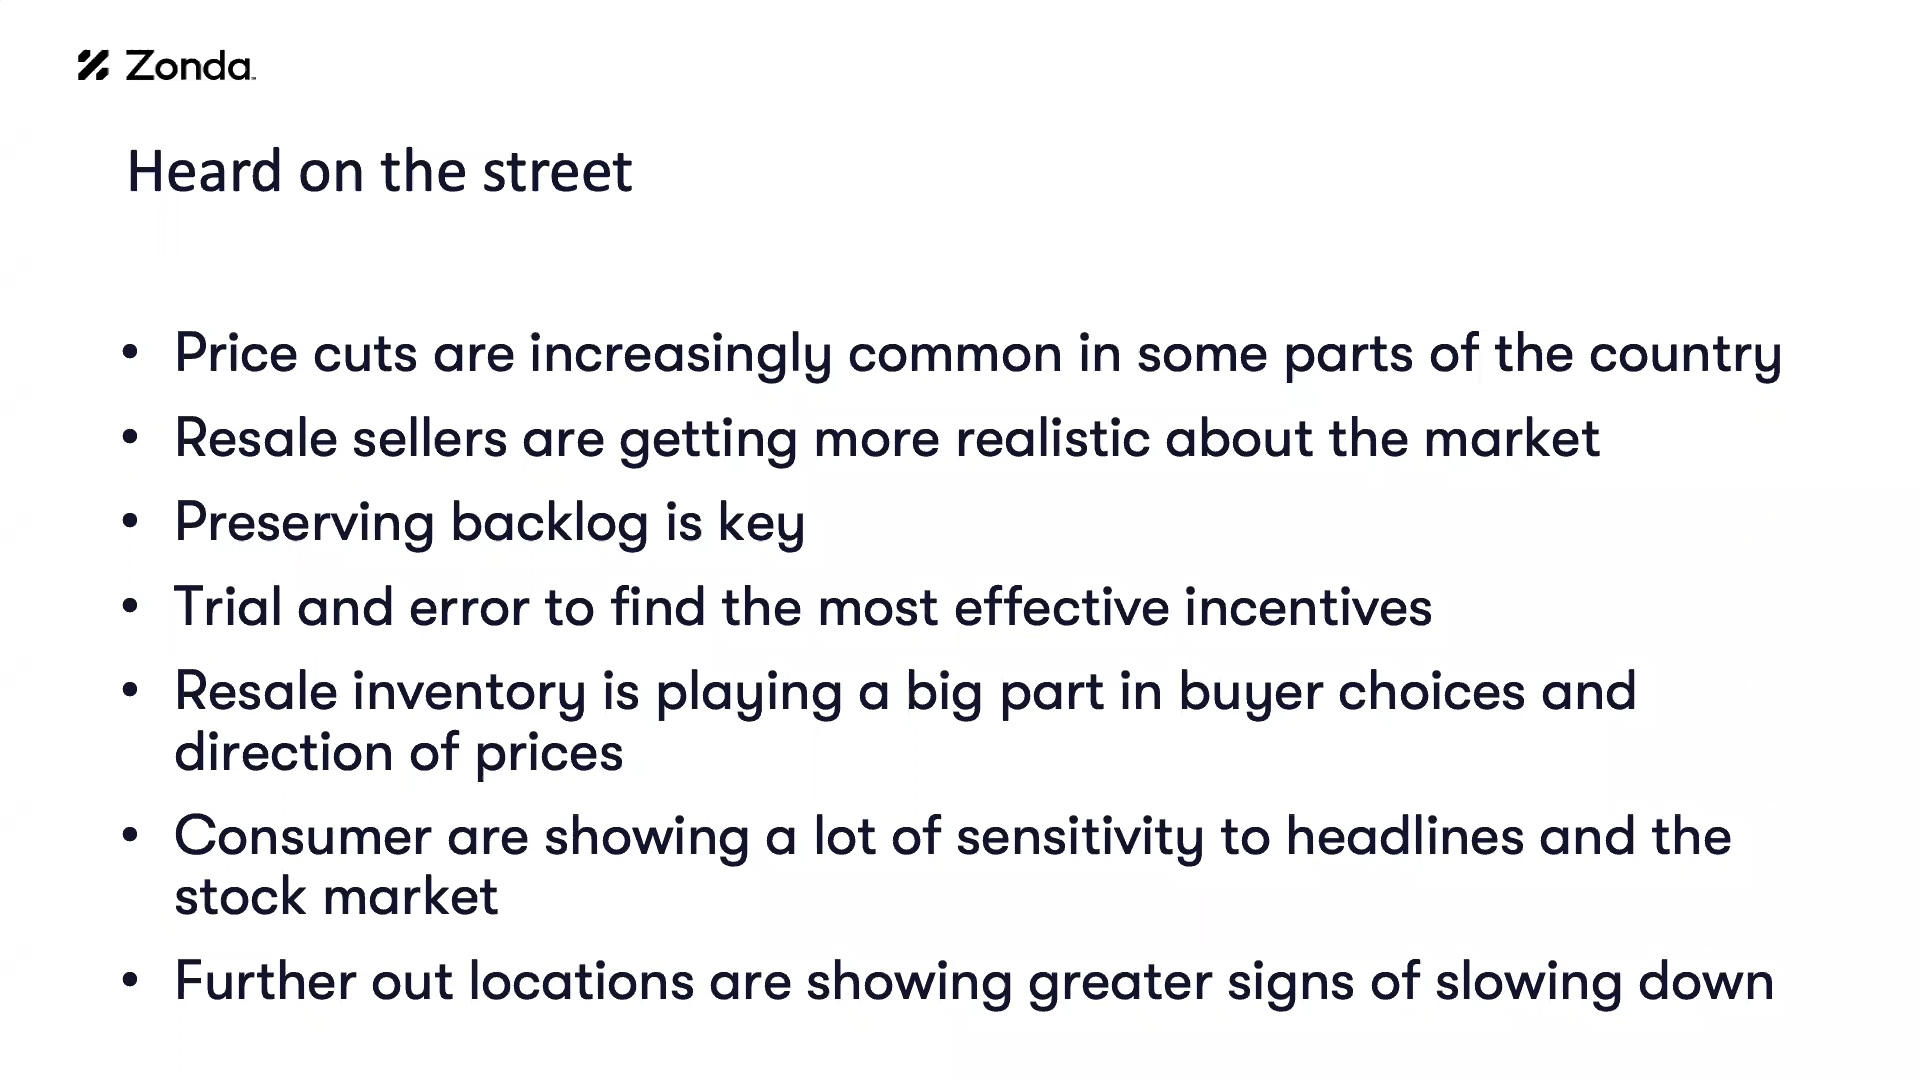 Zonda
Heard on the street
• Price cuts are increasingly common in some parts of the country
• Resale sellers are getting more realistic about the market
• Preserving backlog is key
• Trial and error to find the most effective incentives
• Resale inventory is playing a big part in buyer choices and
direction of prices
• Consumer are showing a lot of sensitivity to headlines and the
stock market
• Further out locations are showing greater signs of slowing down